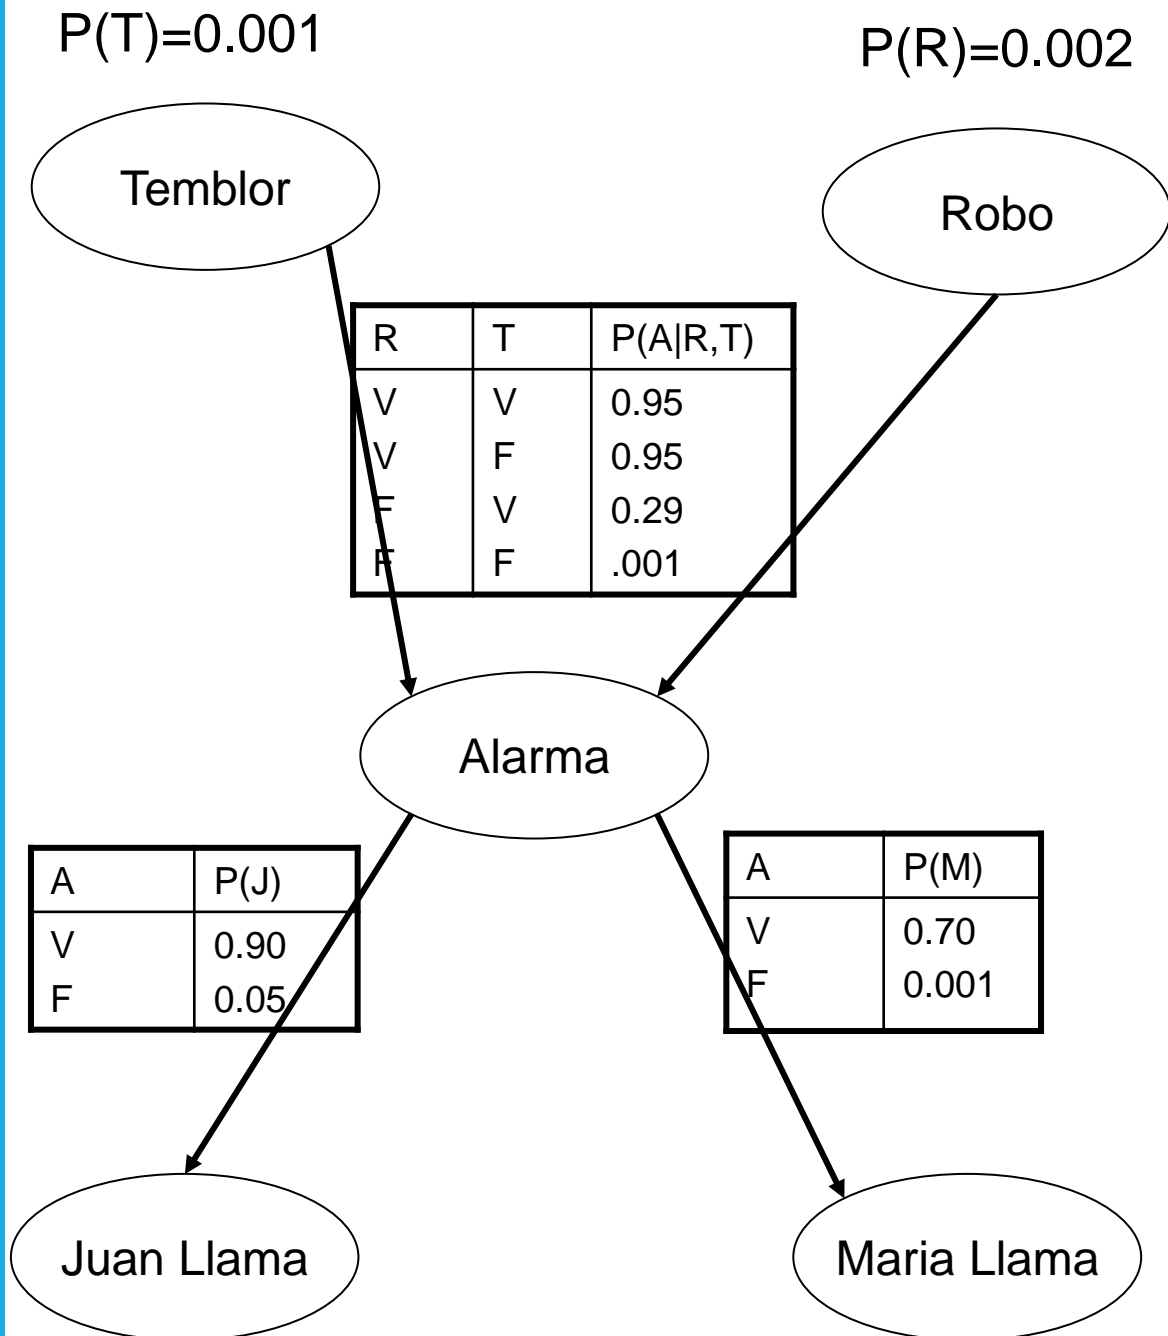 P(T)=0.001
P(R)=0.002
Temblor
Robo
R T P(A|R,T)
V V 0.95
V F 0.95
F V 0.29
F F .001
Alarma
A P(J)
V 0.90
F 0.05
A P(M)
V 0.70
F 0.001
Juan Llama
Maria Llama